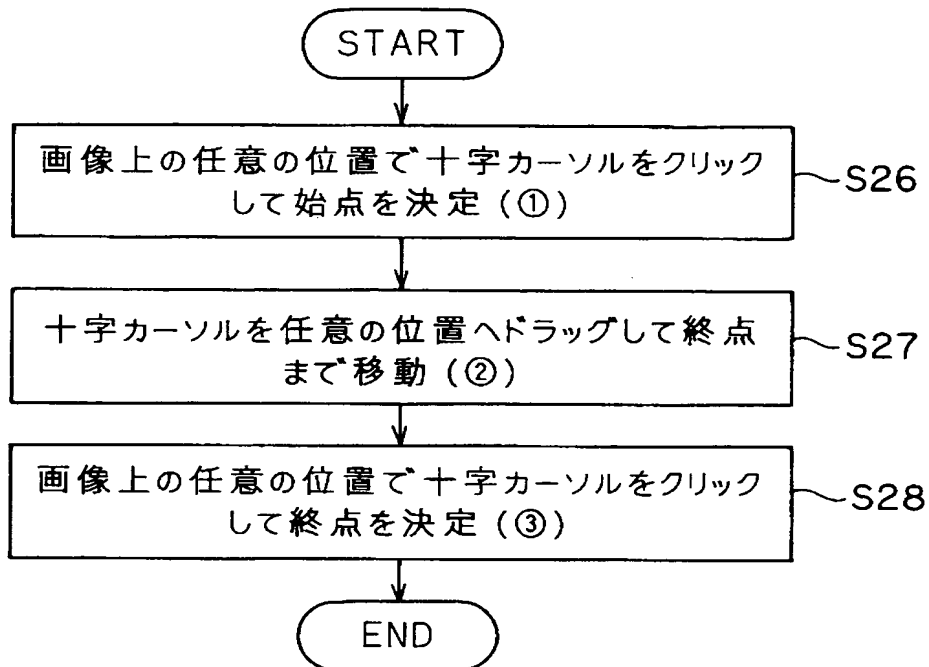 START
画像上の任意の位置で十字カーソルをクリック
して始点を決定(①)
S26
十字カーソルを任意の位置へドラッグして終点
まで移動(②)
S27
画像上の任意の位置で十字カーソルをクリック
して終点を決定(③)
S28
END